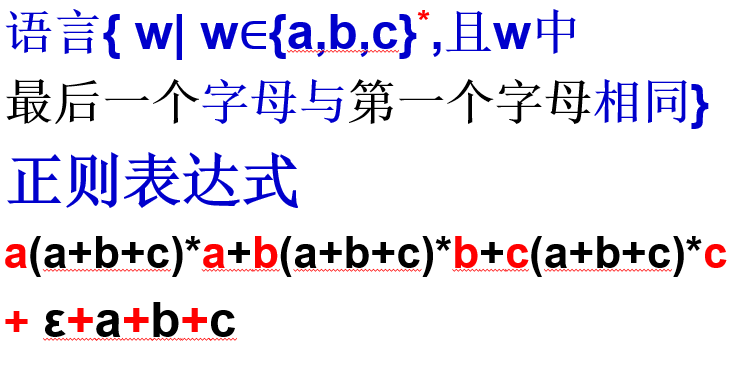 语言{ w| w∈{a,b,c}*,且w中
最后一个字母与第一个字母相同}
正则表达式
a(a+b+c)*a+b(a+b+c)*b+c(a+b+c)*c
+ ε+a+b+c